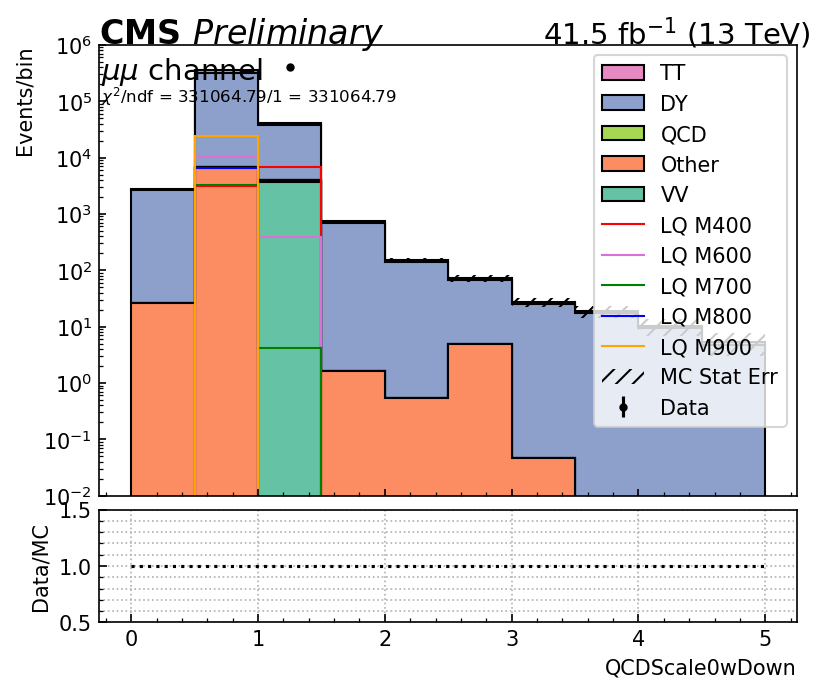 CMS Preliminary 41.5 fb⁻¹ (13 TeV)
μμ channel
χ²/ndf = 331064.79/1 = 331064.79
Events/bin
10⁶
10⁵
10⁴
10³
10²
10¹
10⁰
10⁻¹
10⁻²
TT
DY
QCD
Other
VV
LQ M400
LQ M600
LQ M700
LQ M800
LQ M900
MC Stat Err
Data
Data/MC
1.5
1.0
0.5
0 1 2 3 4 5
QCDScale0wDown